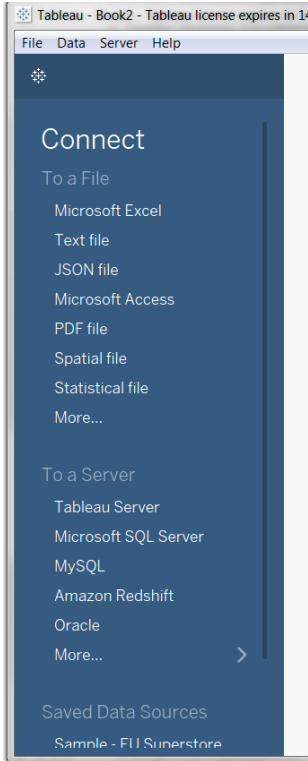 Tableau - Book2 - Tableau license expires in 14
File Data Server Help
Connect
To a File
Microsoft Excel
Text file
JSON file
Microsoft Access
PDF file
Spatial file
Statistical file
More...
To a Server
Tableau Server
Microsoft SQL Server
MySQL
Amazon Redshift
Oracle
More...
Saved Data Sources
Sample - EU Superstore